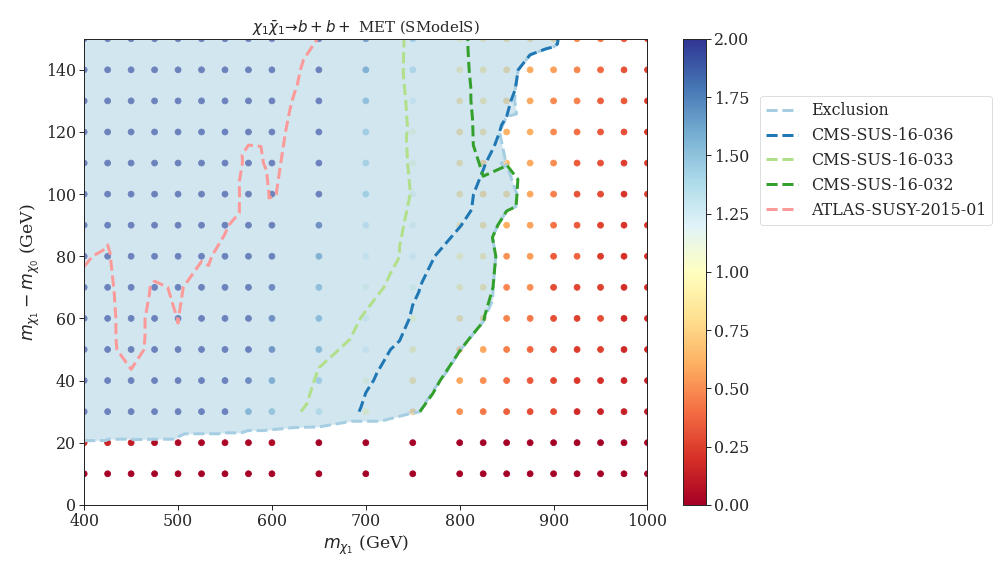 χ₁χ̄₁→b + b + MET (SModelS)
140
120
100
80
60
40
20
0
m_χ₁ − m_χ₀ (GeV)
400 500 600 700 800 900 1000
m_χ₁ (GeV)
2.00
1.75
1.50
1.25
1.00
0.75
0.50
0.25
0.00
Exclusion
CMS-SUS-16-036
CMS-SUS-16-033
CMS-SUS-16-032
ATLAS-SUSY-2015-01